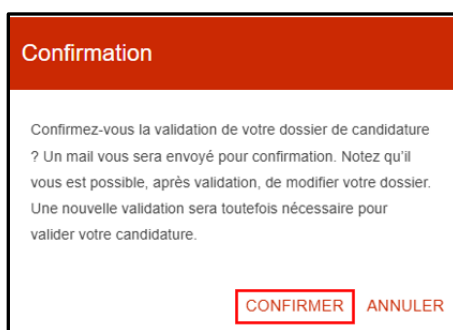 Confirmation
Confirmez-vous la validation de votre dossier de candidature
? Un mail vous sera envoyé pour confirmation. Notez qu'il
vous est possible, après validation, de modifier votre dossier.
Une nouvelle validation sera toutefois nécessaire pour
valider votre candidature.
CONFIRMER ANNULER